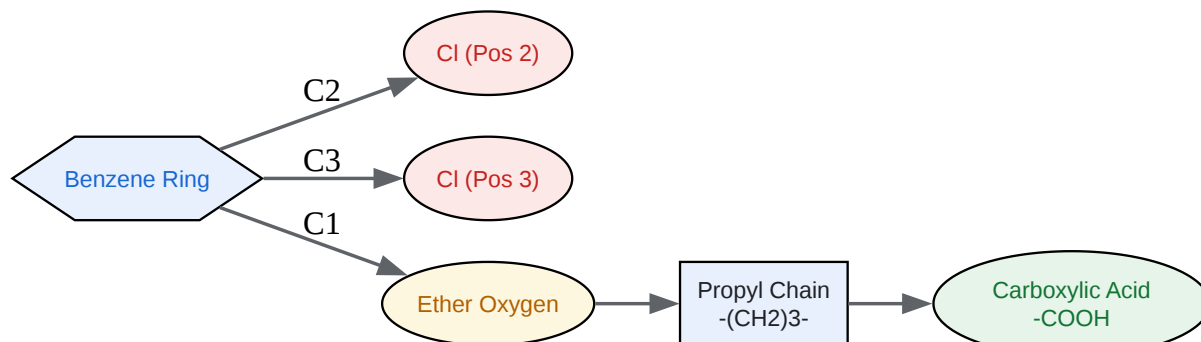 Cl (Pos 2)
C2
Benzene Ring
C3
Cl (Pos 3)
C1
Ether Oxygen
Propyl Chain
-(CH2)3-
Carboxylic Acid
-COOH